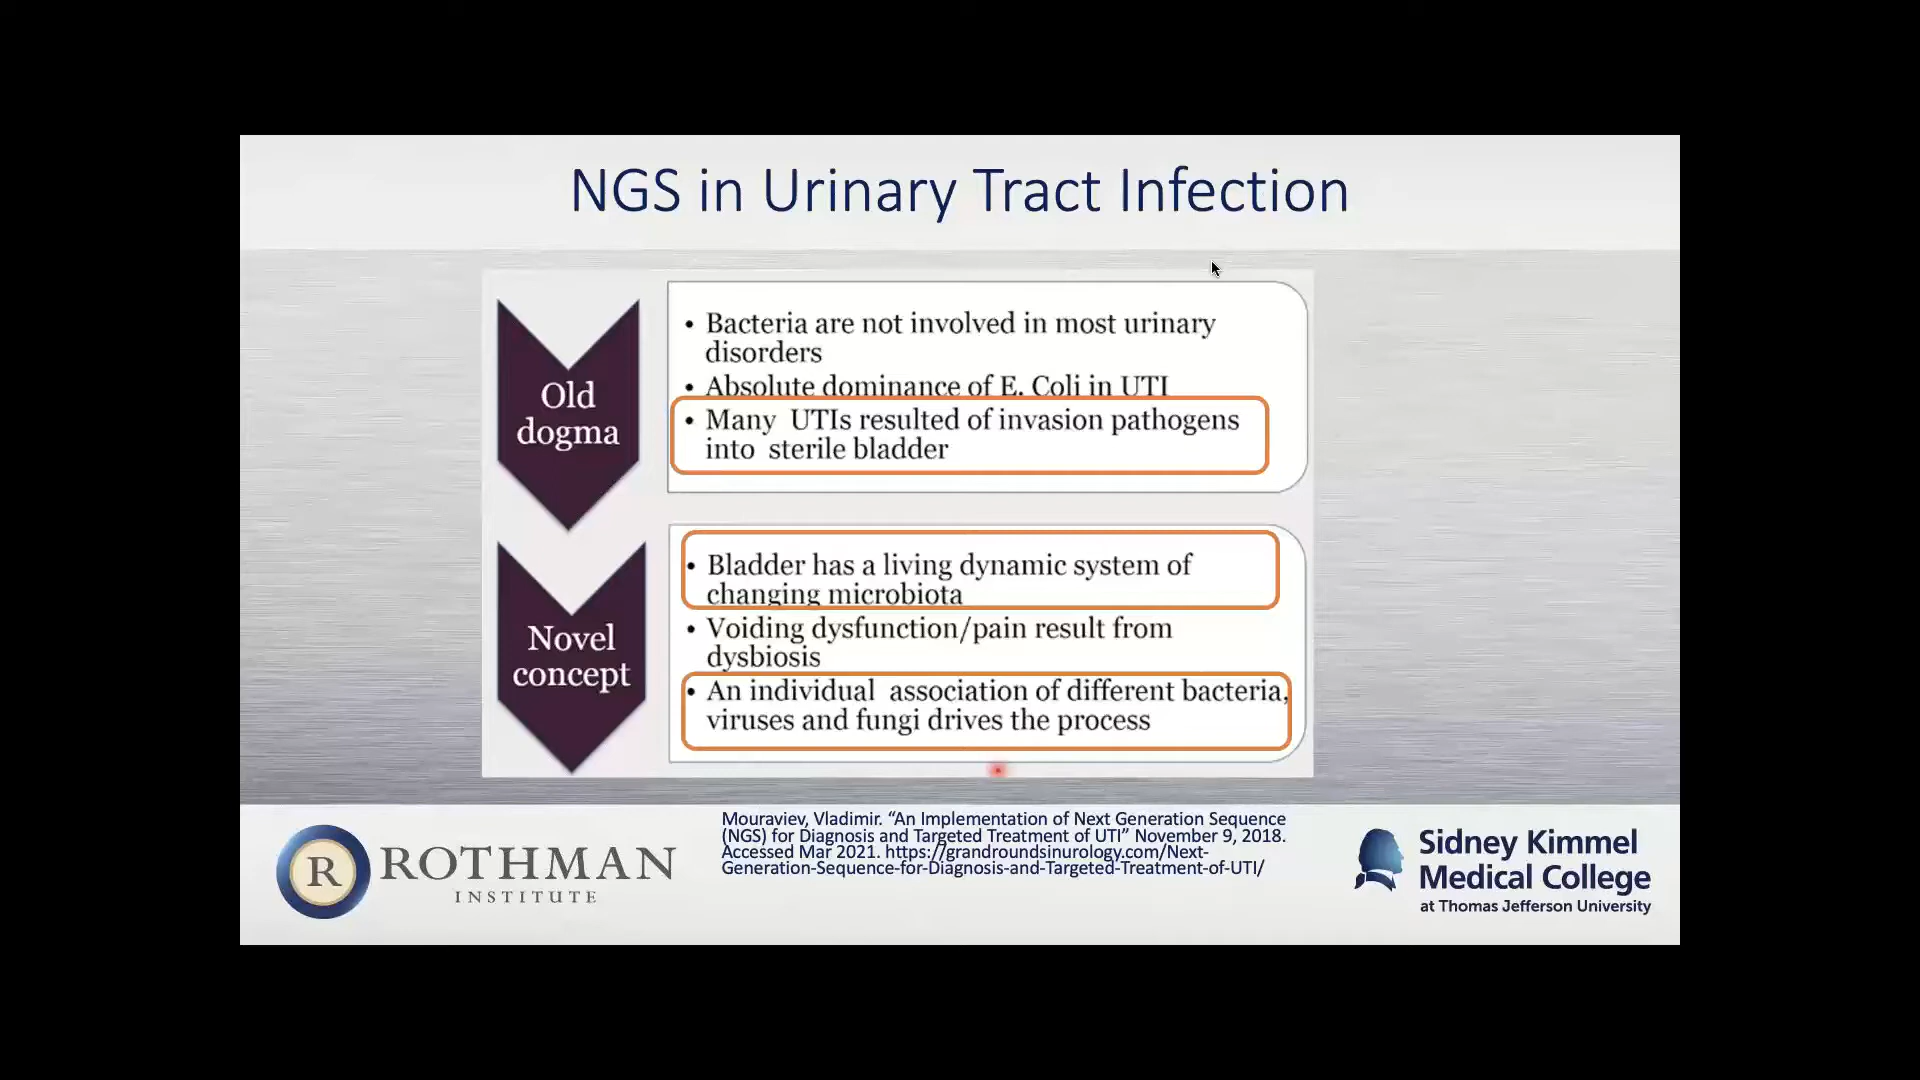 NGS in Urinary Tract Infection
Old
dogma
• Bacteria are not involved in most urinary
disorders
• Absolute dominance of E. Coli in UTI
• Many UTIs resulted of invasion pathogens
into sterile bladder
Novel
concept
• Bladder has a living dynamic system of
changing microbiota
• Voiding dysfunction/pain result from
dysbiosis
• An individual association of different bacteria,
viruses and fungi drives the process
R
ROTHMAN
INSTITUTE
Mouraviev, Vladimir. “An Implementation of Next Generation Sequence
(NGS) for Diagnosis and Targeted Treatment of UTI” November 9, 2018.
Accessed Mar 2021. https://grandroundsinurology.com/Next-
Generation-Sequence-for-Diagnosis-and-Targeted-Treatment-of-UTI/
Sidney Kimmel
Medical College
at Thomas Jefferson University